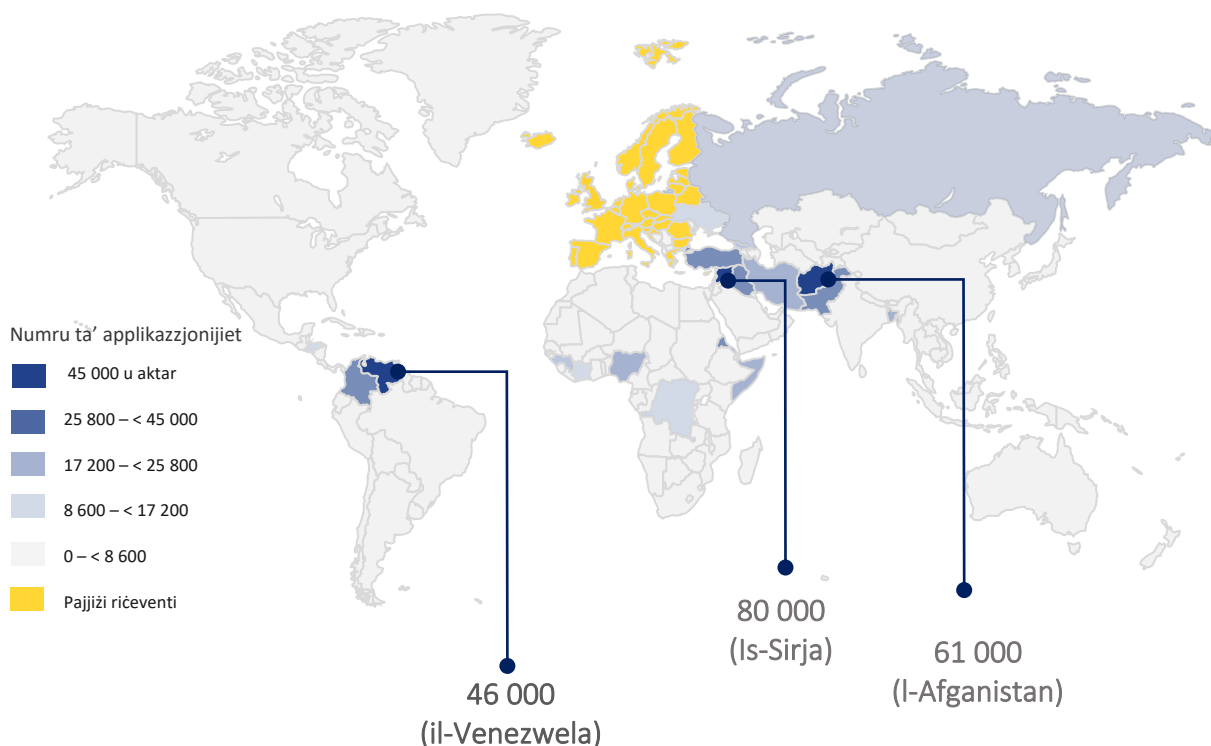 Numru ta’ applikazzjonijiet
45 000 u aktar
25 800 – < 45 000
17 200 – < 25 800
8 600 – < 17 200
0 – < 8 600
Pajjiżi riċeventi
80 000
(Is-Sirja)
61 000
(l-Afganistan)
46 000
(il-Venezwela)